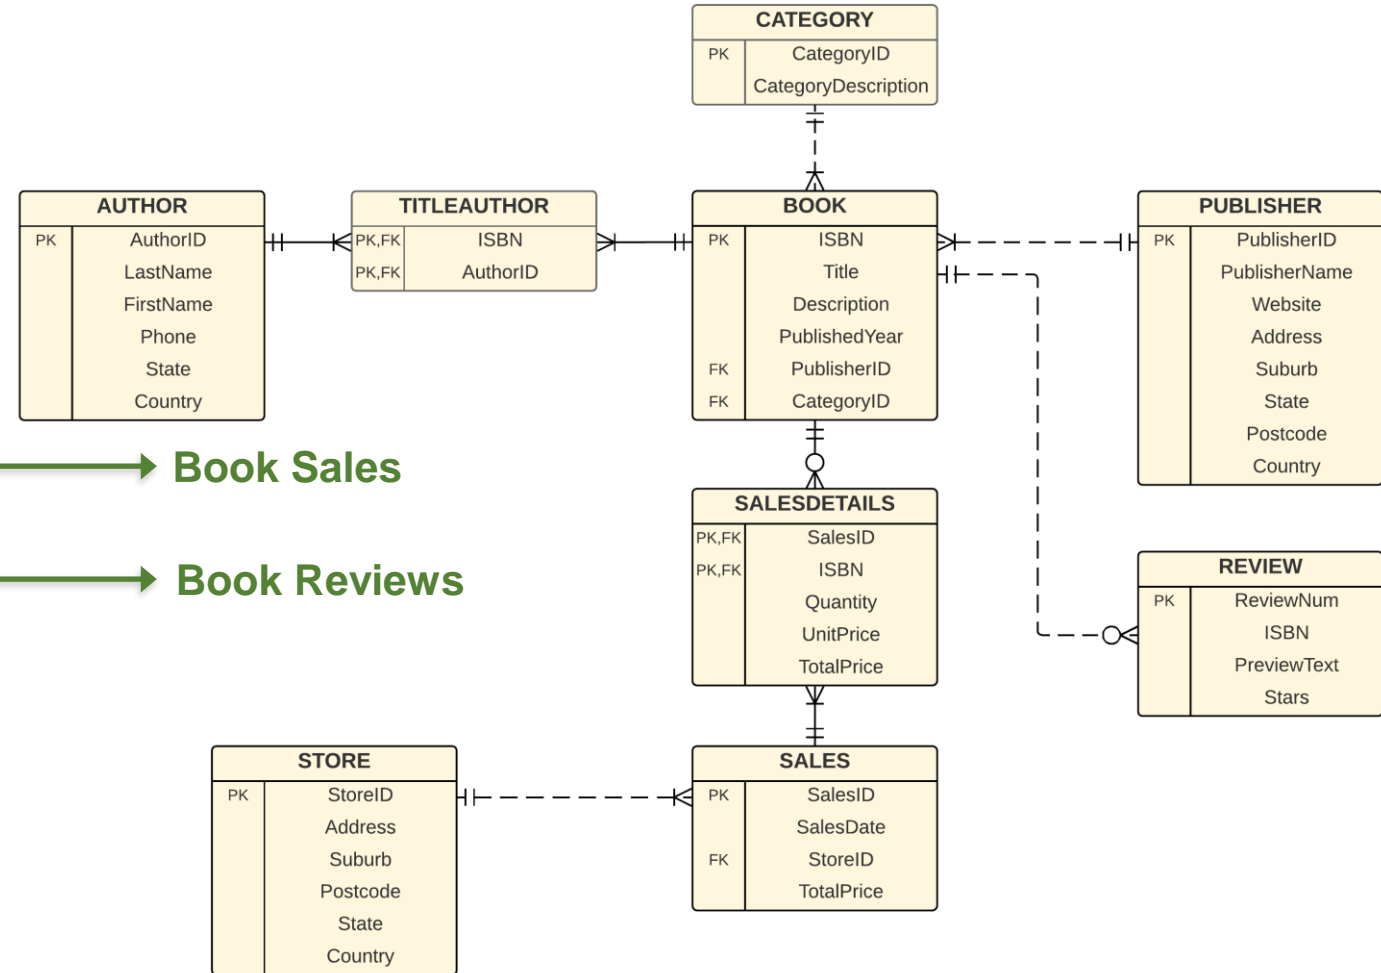 CATEGORY
PK CategoryID
CategoryDescription
AUTHOR
PK AuthorID
LastName
FirstName
Phone
State
Country
TITLEAUTHOR
PK,FK ISBN
PK,FK AuthorID
BOOK
PK ISBN
Title
Description
PublishedYear
FK PublisherID
FK CategoryID
PUBLISHER
PK PublisherID
PublisherName
Website
Address
Suburb
State
Postcode
Country
Book Sales
Book Reviews
SALESDETAILS
PK,FK SalesID
PK,FK ISBN
Quantity
UnitPrice
TotalPrice
REVIEW
PK ReviewNum
ISBN
PreviewText
Stars
STORE
PK StoreID
Address
Suburb
Postcode
State
Country
SALES
PK SalesID
SalesDate
FK StoreID
TotalPrice